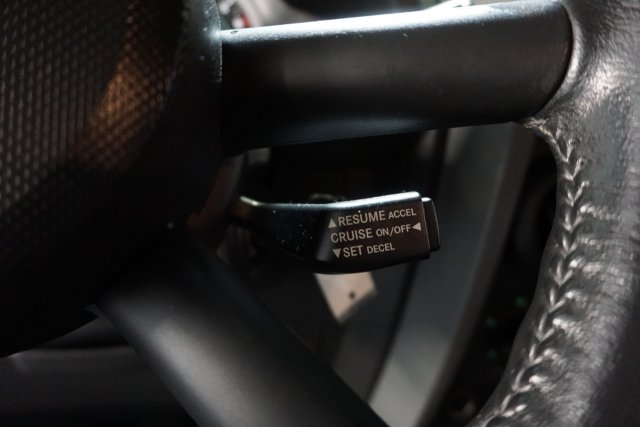 ▲RESUME ACCEL
CRUISE ON/OFF◀
▼SET DECEL